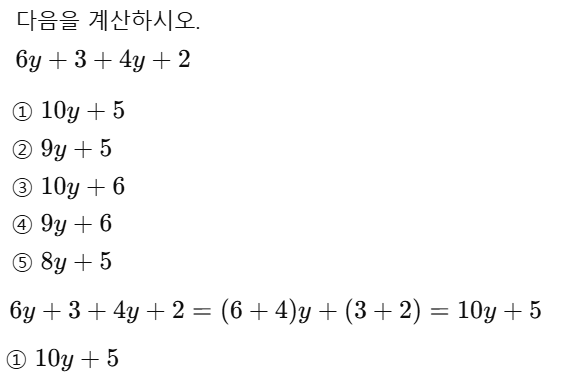 다음을 계산하시오.
6y + 3 + 4y + 2
① 10y + 5
② 9y + 5
③ 10y + 6
④ 9y + 6
⑤ 8y + 5
6y + 3 + 4y + 2 = (6 + 4)y + (3 + 2) = 10y + 5
① 10y + 5